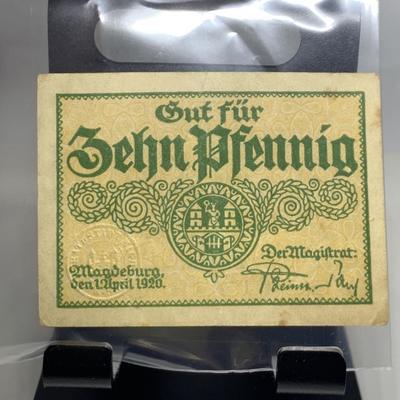 Gut für
Zehn Pfennig
Magdeburg,
den 1. April 1920.
Der Magistrat: